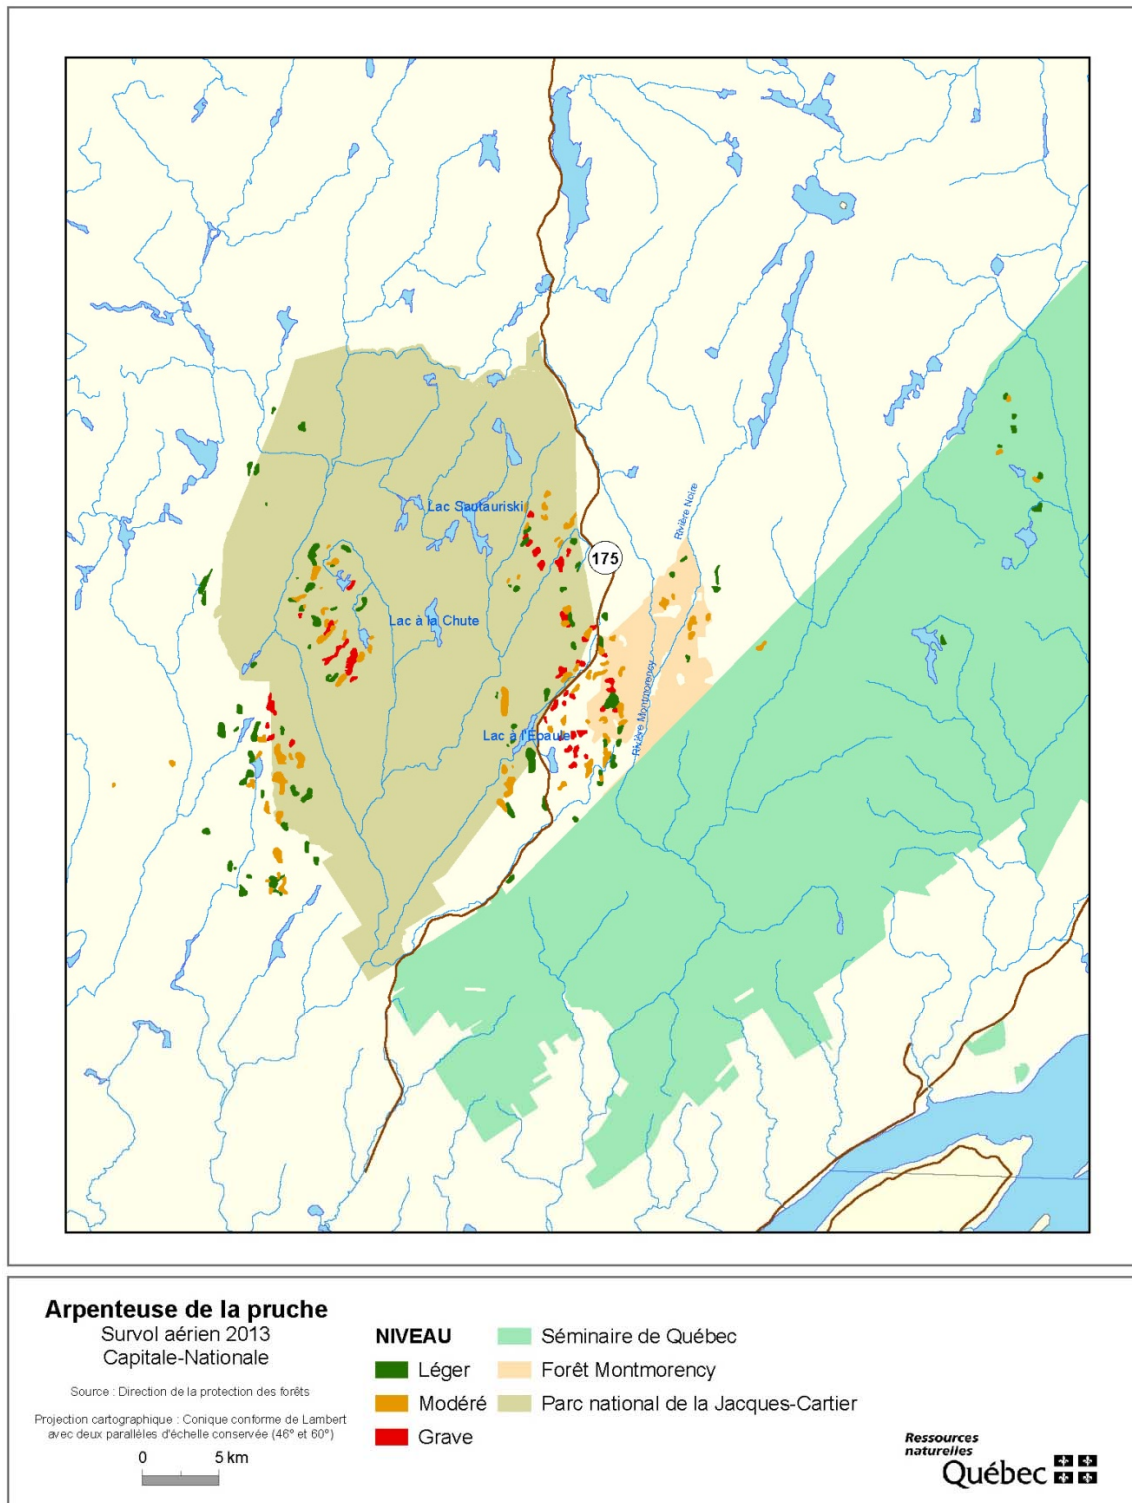 Rivière Noire
Lac Sautauriski
175
Lac à la Chute
Rivière Montmorency
Lac à l'Épaule
Arpenteuse de la pruche
Survol aérien 2013
Capitale-Nationale
Source : Direction de la protection des forêts
Projection cartographique : Conique conforme de Lambert
avec deux parallèles d'échelle conservée (46° et 60°)
0 5 km
NIVEAU
Léger
Modéré
Grave
Séminaire de Québec
Forêt Montmorency
Parc national de la Jacques-Cartier
Ressources
naturelles
Québec